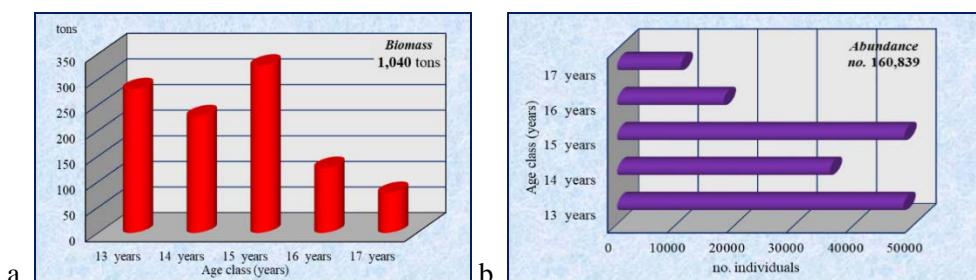 tons
Biomass
1,040 tons
350
300
250
200
150
100
50
0
13 years 14 years 15 years 16 years 17 years
Age class (years)
a
Abundance
no. 160,839
Age class (years)
17 years
16 years
15 years
14 years
13 years
0 10000 20000 30000 40000 50000
no. individuals
b